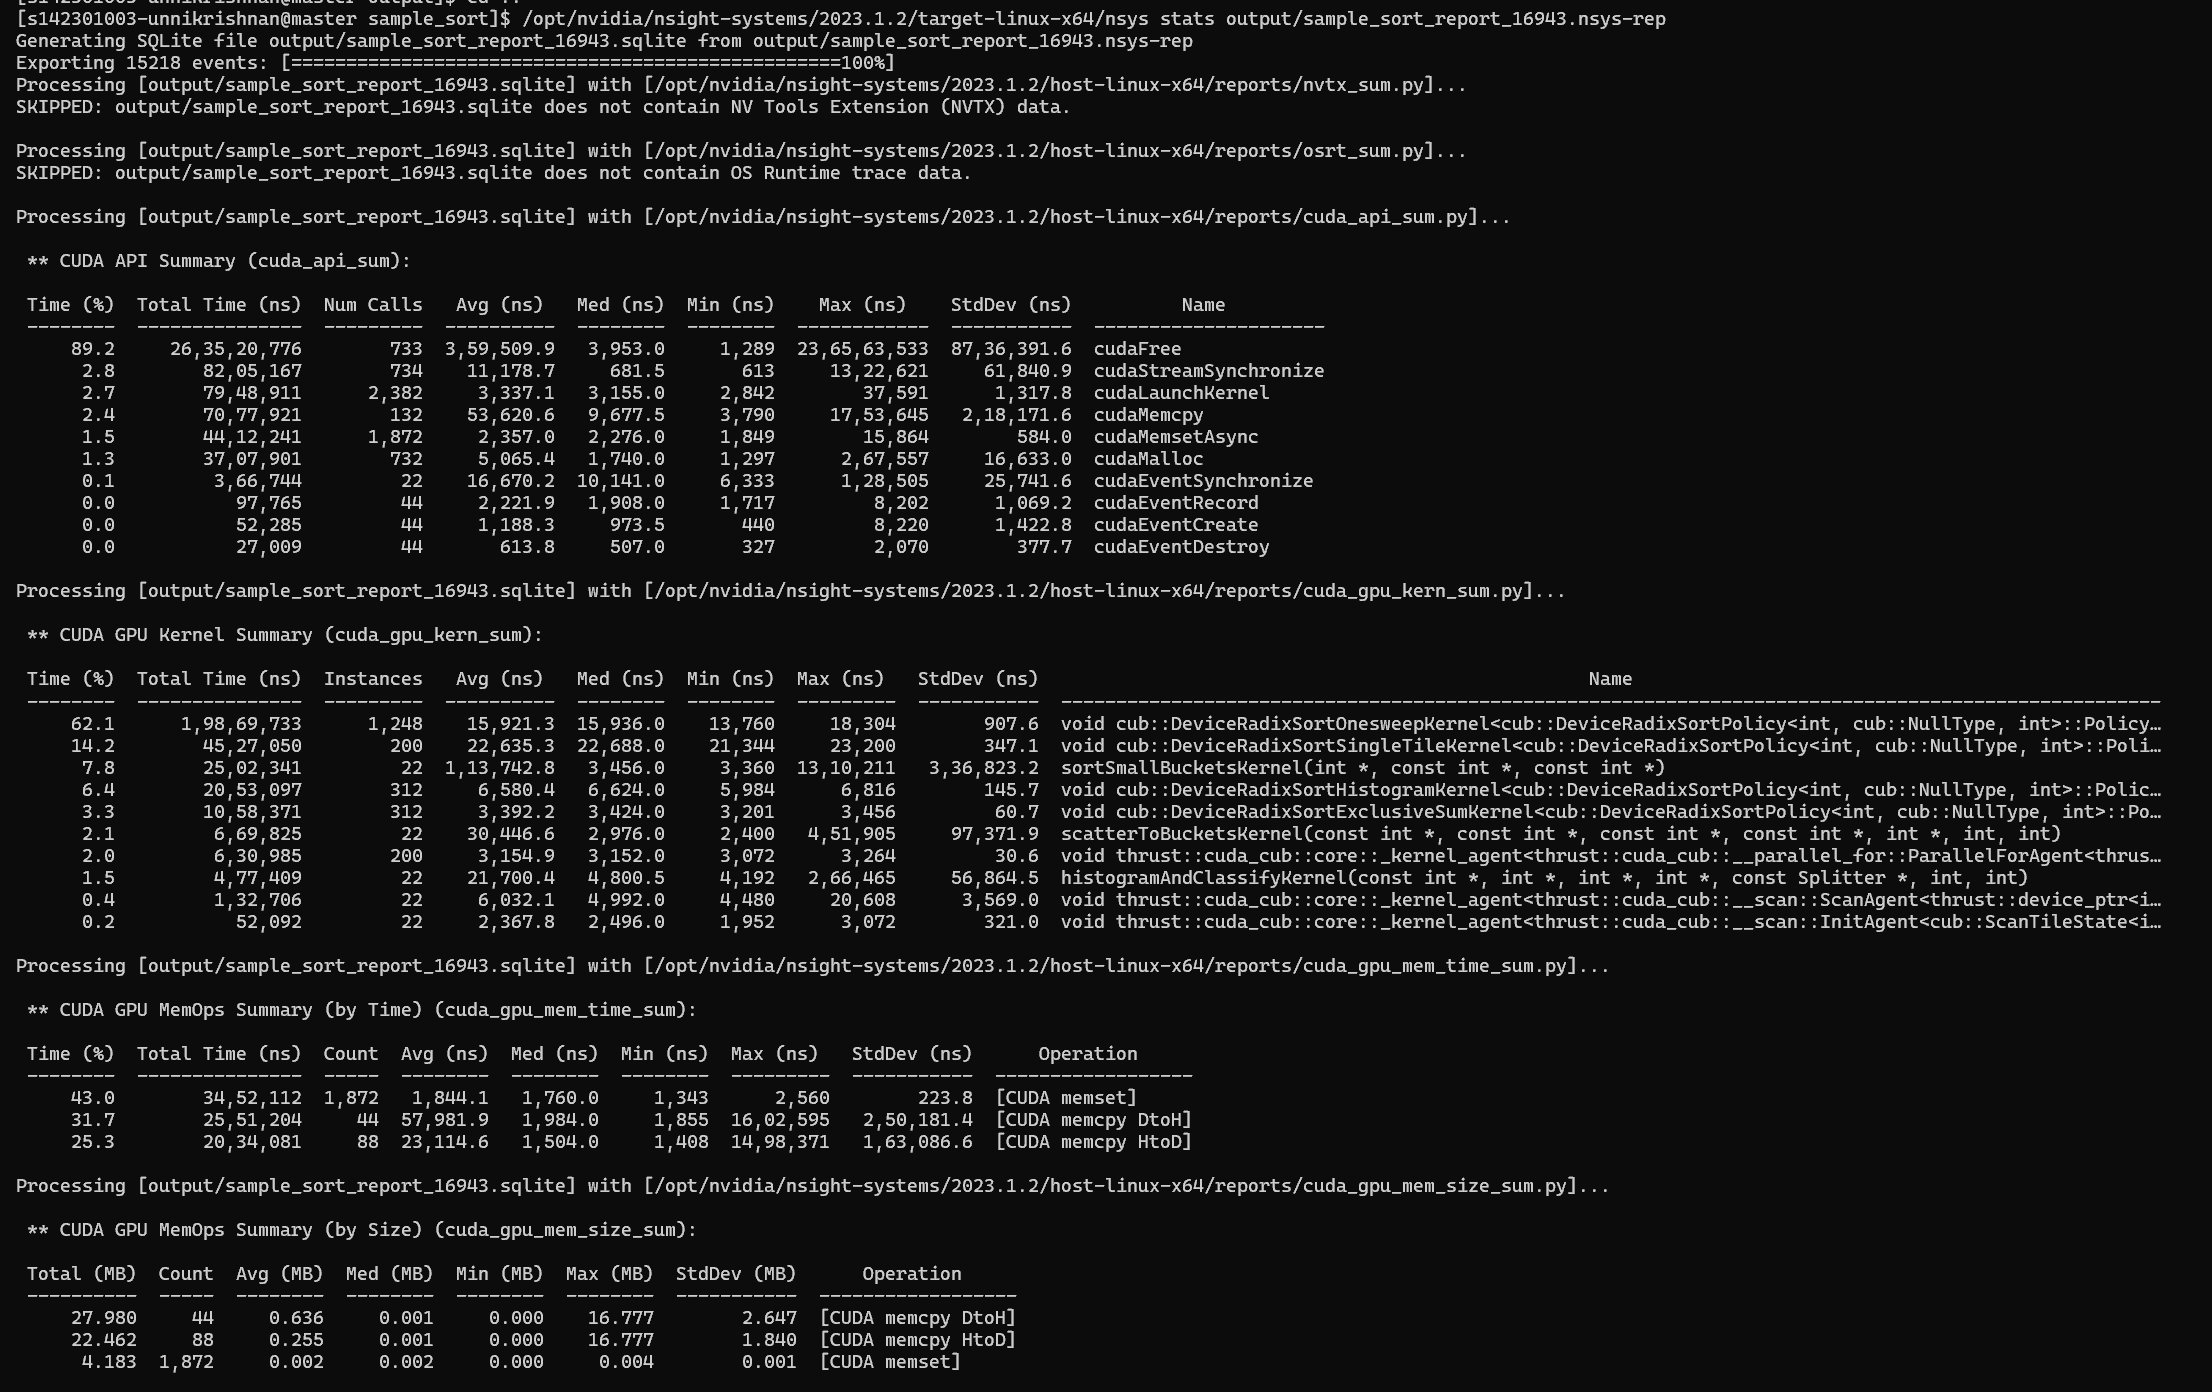 [s142301003-unnikrishnan@master sample_sort]$ /opt/nvidia/nsight-systems/2023.1.2/target-linux-x64/nsys stats output/sample_sort_report_16943.nsys-rep
Generating SQLite file output/sample_sort_report_16943.sqlite from output/sample_sort_report_16943.nsys-rep
Exporting 15218 events: [==================================================100%]
Processing [output/sample_sort_report_16943.sqlite] with [/opt/nvidia/nsight-systems/2023.1.2/host-linux-x64/reports/nvtx_sum.py]...
SKIPPED: output/sample_sort_report_16943.sqlite does not contain NV Tools Extension (NVTX) data.

Processing [output/sample_sort_report_16943.sqlite] with [/opt/nvidia/nsight-systems/2023.1.2/host-linux-x64/reports/osrt_sum.py]...
SKIPPED: output/sample_sort_report_16943.sqlite does not contain OS Runtime trace data.

Processing [output/sample_sort_report_16943.sqlite] with [/opt/nvidia/nsight-systems/2023.1.2/host-linux-x64/reports/cuda_api_sum.py]...

** CUDA API Summary (cuda_api_sum):

Time (%)  Total Time (ns)  Num Calls  Avg (ns)  Med (ns)  Min (ns)  Max (ns)  StdDev (ns)  Name
--------  ---------------  ---------  ----------  --------  --------  ------------  -----------  ---------------------
89.2  26,35,20,776  733  3,59,509.9  3,953.0  1,289  23,65,63,533  87,36,391.6  cudaFree
2.8  82,05,167  734  11,178.7  681.5  613  13,22,621  61,840.9  cudaStreamSynchronize
2.7  79,48,911  2,382  3,337.1  3,155.0  2,842  37,591  1,317.8  cudaLaunchKernel
2.4  70,77,921  132  53,620.6  9,677.5  3,790  17,53,645  2,18,171.6  cudaMemcpy
1.5  44,12,241  1,872  2,357.0  2,276.0  1,849  15,864  584.0  cudaMemsetAsync
1.3  37,07,901  732  5,065.4  1,740.0  1,297  2,67,557  16,633.0  cudaMalloc
0.1  3,66,744  22  16,670.2  10,141.0  6,333  1,28,505  25,741.6  cudaEventSynchronize
0.0  97,765  44  2,221.9  1,908.0  1,717  8,202  1,069.2  cudaEventRecord
0.0  52,285  44  1,188.3  973.5  440  8,220  1,422.8  cudaEventCreate
0.0  27,009  44  613.8  507.0  327  2,070  377.7  cudaEventDestroy

Processing [output/sample_sort_report_16943.sqlite] with [/opt/nvidia/nsight-systems/2023.1.2/host-linux-x64/reports/cuda_gpu_kern_sum.py]...

** CUDA GPU Kernel Summary (cuda_gpu_kern_sum):

Time (%)  Total Time (ns)  Instances  Avg (ns)  Med (ns)  Min (ns)  Max (ns)  StdDev (ns)  Name
--------  ---------------  ---------  ----------  --------  --------  ---------  -----------  ----------------------------------------------------------------------------------------------------
62.1  1,98,69,733  1,248  15,921.3  15,936.0  13,760  18,304  907.6  void cub::DeviceRadixSortOnesweepKernel<cub::DeviceRadixSortPolicy<int, cub::NullType, int>::Policy…
14.2  45,27,050  200  22,635.3  22,688.0  21,344  23,200  347.1  void cub::DeviceRadixSortSingleTileKernel<cub::DeviceRadixSortPolicy<int, cub::NullType, int>::Poli…
7.8  25,02,341  22  1,13,742.8  3,456.0  3,360  13,10,211  3,36,823.2  sortSmallBucketsKernel(int *, const int *, const int *)
6.4  20,53,097  312  6,580.4  6,624.0  5,984  6,816  145.7  void cub::DeviceRadixSortHistogramKernel<cub::DeviceRadixSortPolicy<int, cub::NullType, int>::Polic…
3.3  10,58,371  312  3,392.2  3,424.0  3,201  3,456  60.7  void cub::DeviceRadixSortExclusiveSumKernel<cub::DeviceRadixSortPolicy<int, cub::NullType, int>::Po…
2.1  6,69,825  22  30,446.6  2,976.0  2,400  4,51,905  97,371.9  scatterToBucketsKernel(const int *, const int *, const int *, const int *, int *, int, int)
2.0  6,30,985  200  3,154.9  3,152.0  3,072  3,264  30.6  void thrust::cuda_cub::core::_kernel_agent<thrust::cuda_cub::__parallel_for::ParallelForAgent<thrus…
1.5  4,77,409  22  21,700.4  4,800.5  4,192  2,66,465  56,864.5  histogramAndClassifyKernel(const int *, int *, int *, int *, const Splitter *, int, int)
0.4  1,32,706  22  6,032.1  4,992.0  4,480  20,608  3,569.0  void thrust::cuda_cub::core::_kernel_agent<thrust::cuda_cub::__scan::ScanAgent<thrust::device_ptr<i…
0.2  52,092  22  2,367.8  2,496.0  1,952  3,072  321.0  void thrust::cuda_cub::core::_kernel_agent<thrust::cuda_cub::__scan::InitAgent<cub::ScanTileState<i…

Processing [output/sample_sort_report_16943.sqlite] with [/opt/nvidia/nsight-systems/2023.1.2/host-linux-x64/reports/cuda_gpu_mem_time_sum.py]...

** CUDA GPU MemOps Summary (by Time) (cuda_gpu_mem_time_sum):

Time (%)  Total Time (ns)  Count  Avg (ns)  Med (ns)  Min (ns)  Max (ns)  StdDev (ns)  Operation
--------  ---------------  -----  --------  --------  --------  ---------  -----------  ------------------
43.0  34,52,112  1,872  1,844.1  1,760.0  1,343  2,560  223.8  [CUDA memset]
31.7  25,51,204  44  57,981.9  1,984.0  1,855  16,02,595  2,50,181.4  [CUDA memcpy DtoH]
25.3  20,34,081  88  23,114.6  1,504.0  1,408  14,98,371  1,63,086.6  [CUDA memcpy HtoD]

Processing [output/sample_sort_report_16943.sqlite] with [/opt/nvidia/nsight-systems/2023.1.2/host-linux-x64/reports/cuda_gpu_mem_size_sum.py]...

** CUDA GPU MemOps Summary (by Size) (cuda_gpu_mem_size_sum):

Total (MB)  Count  Avg (MB)  Med (MB)  Min (MB)  Max (MB)  StdDev (MB)  Operation
----------  -----  --------  --------  --------  --------  -----------  ------------------
27.980  44  0.636  0.001  0.000  16.777  2.647  [CUDA memcpy DtoH]
22.462  88  0.255  0.001  0.000  16.777  1.840  [CUDA memcpy HtoD]
4.183  1,872  0.002  0.002  0.000  0.004  0.001  [CUDA memset]